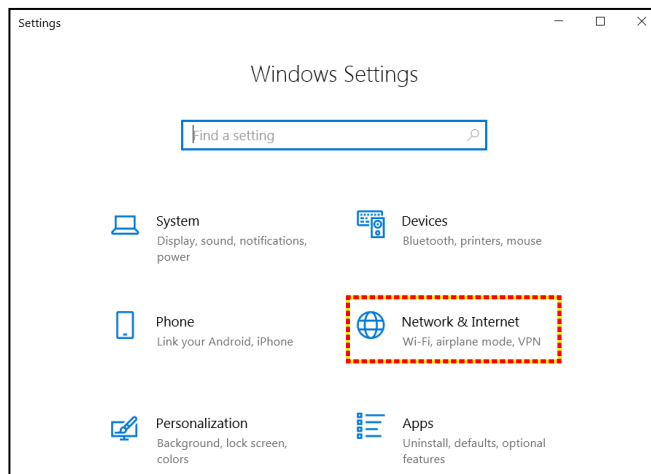 Settings
Windows Settings
Find a setting
System
Display, sound, notifications,
power
Devices
Bluetooth, printers, mouse
Phone
Link your Android, iPhone
Network & Internet
Wi-Fi, airplane mode, VPN
Personalization
Background, lock screen,
colors
Apps
Uninstall, defaults, optional
features